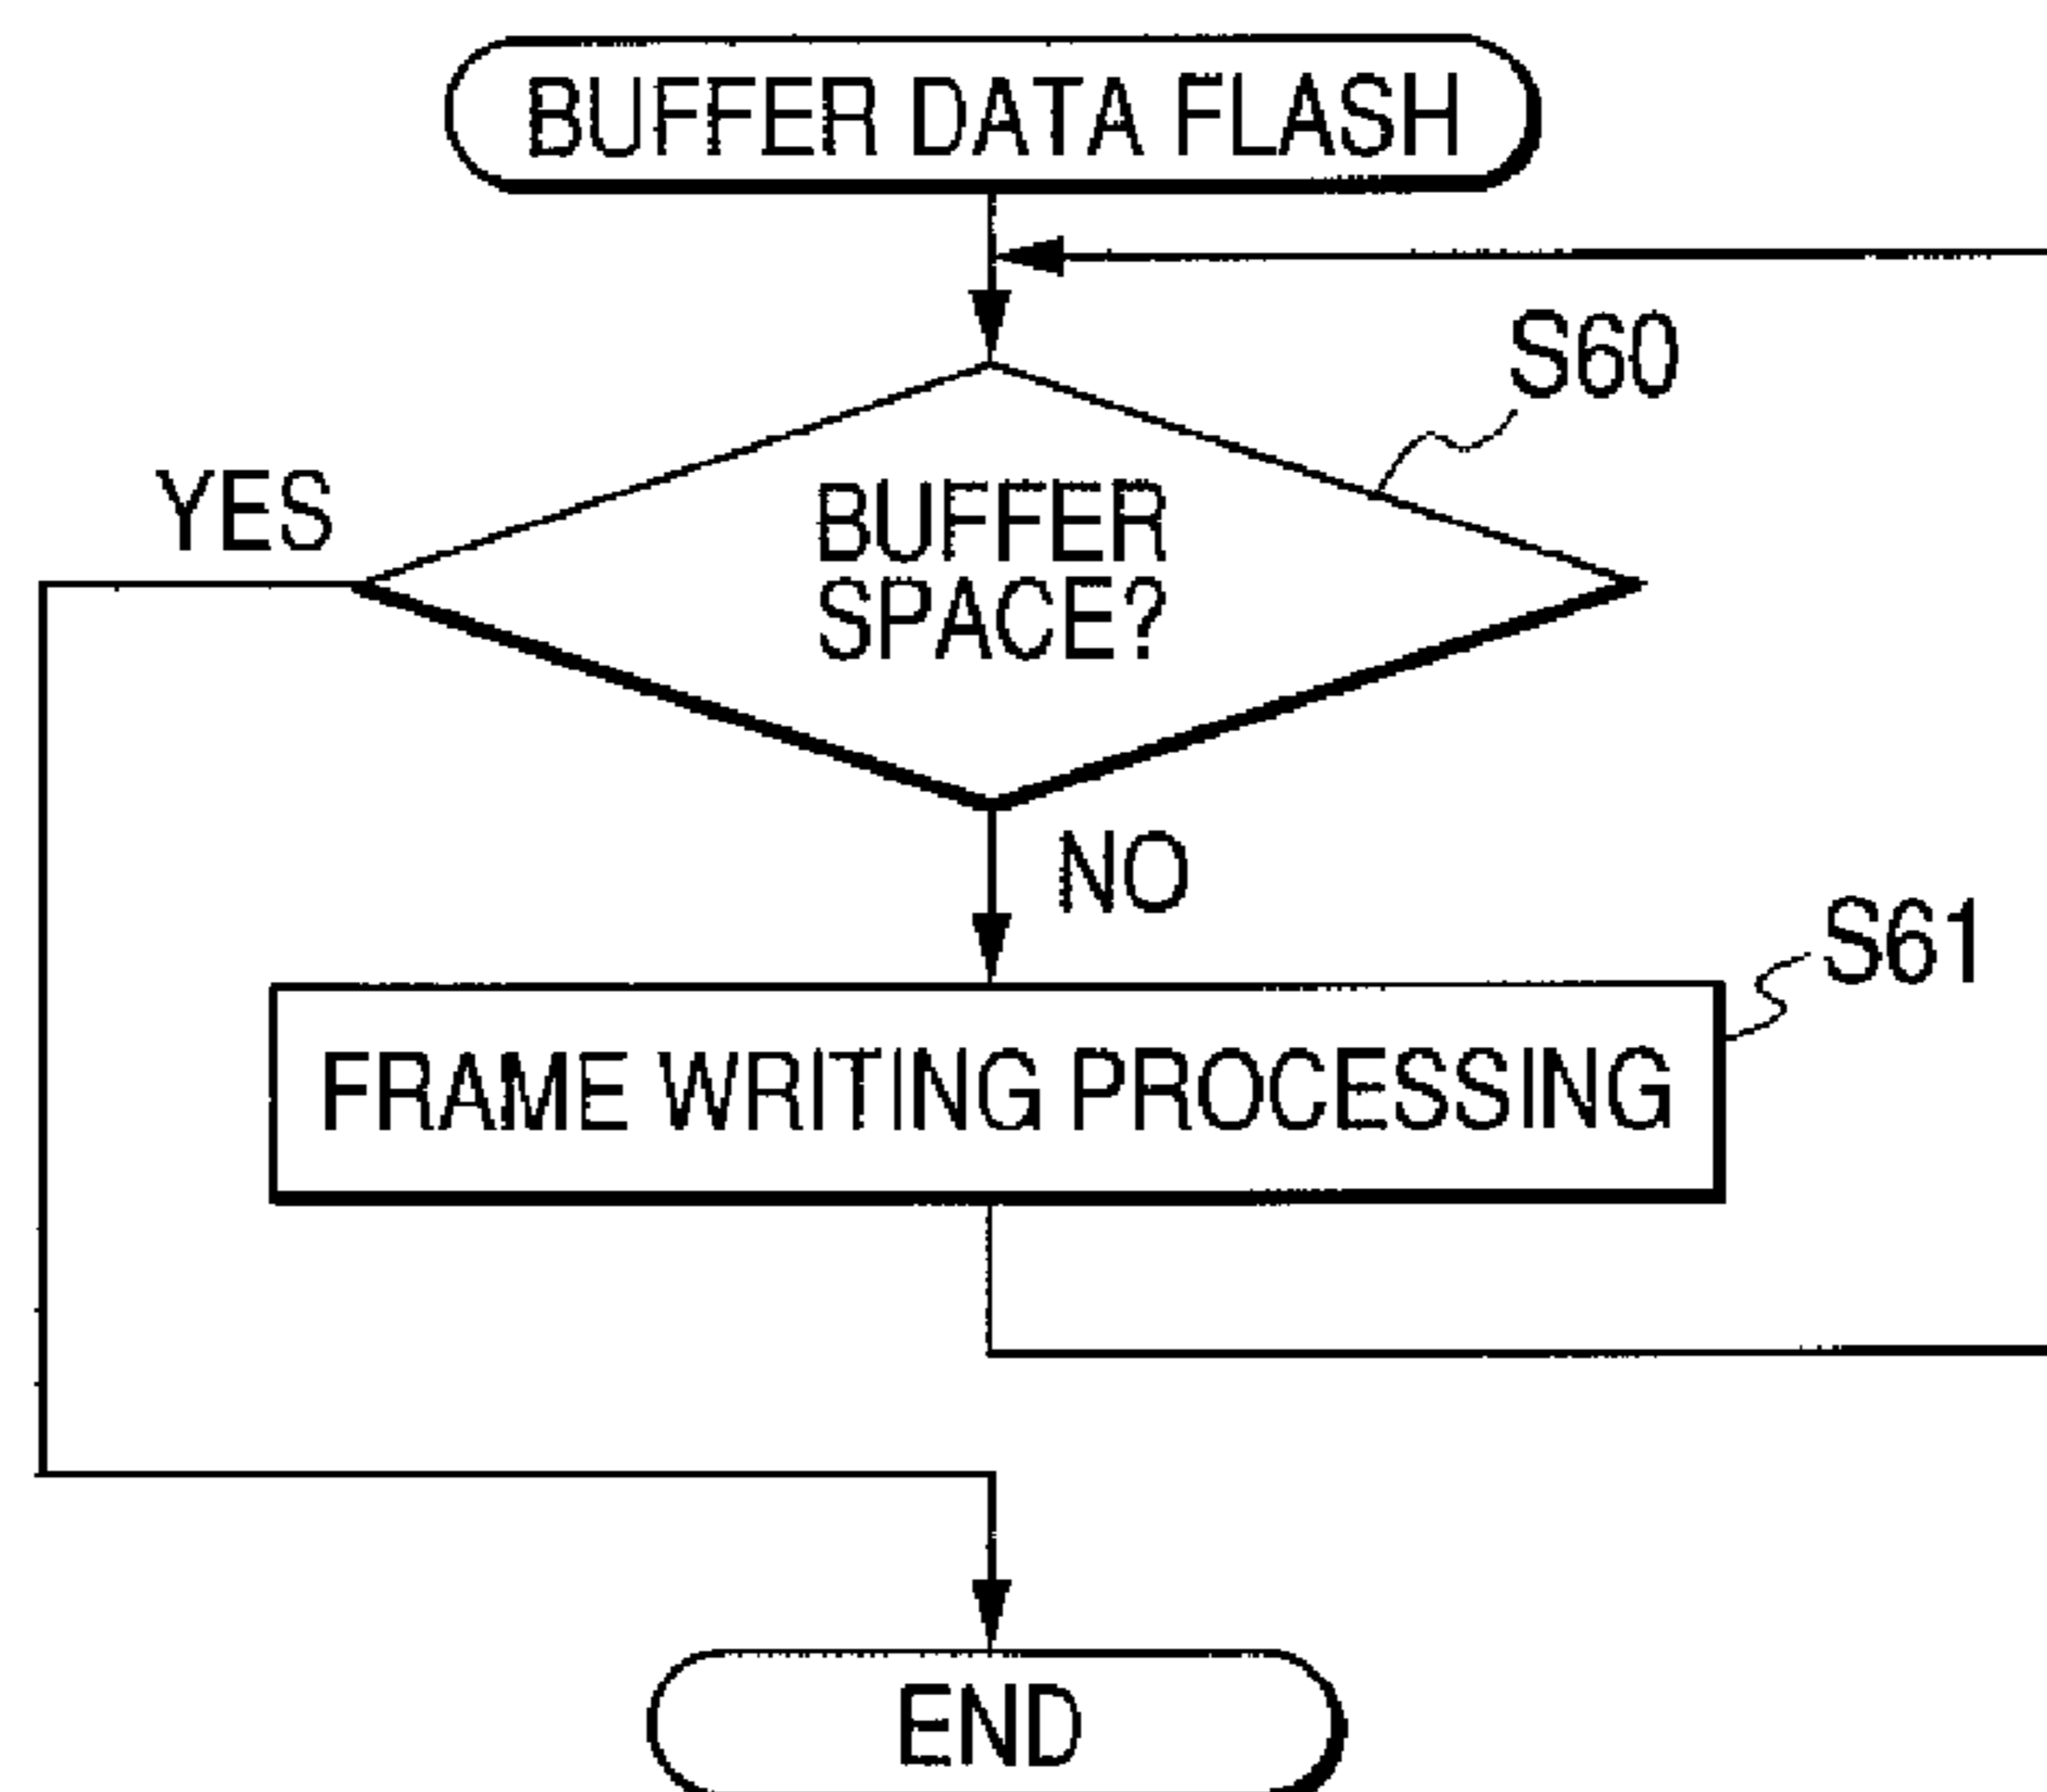 BUFFER DATA FLASH
S60
YES
BUFFER
SPACE?
NO
S61
FRAME WRITING PROCESSING
END